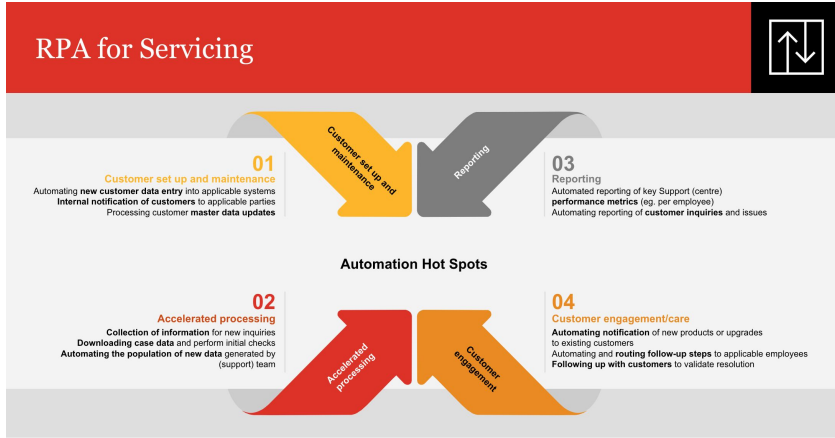 RPA for Servicing
Customer set up and
maintenance
Reporting
01
Customer set up and maintenance
Automating new customer data entry into applicable systems
Internal notification of customers to applicable parties
Processing customer master data updates
03
Reporting
Automated reporting of key Support (centre)
performance metrics (eg. per employee)
Automating reporting of customer inquiries and issues
Automation Hot Spots
02
Accelerated processing
Collection of information for new inquiries
Downloading case data and perform initial checks
Automating the population of new data generated by
(support) team
04
Customer engagement/care
Automating notification of new products or upgrades
to existing customers
Automating and routing follow-up steps to applicable employees
Following up with customers to validate resolution
Accelerated
processing
Customer
engagement